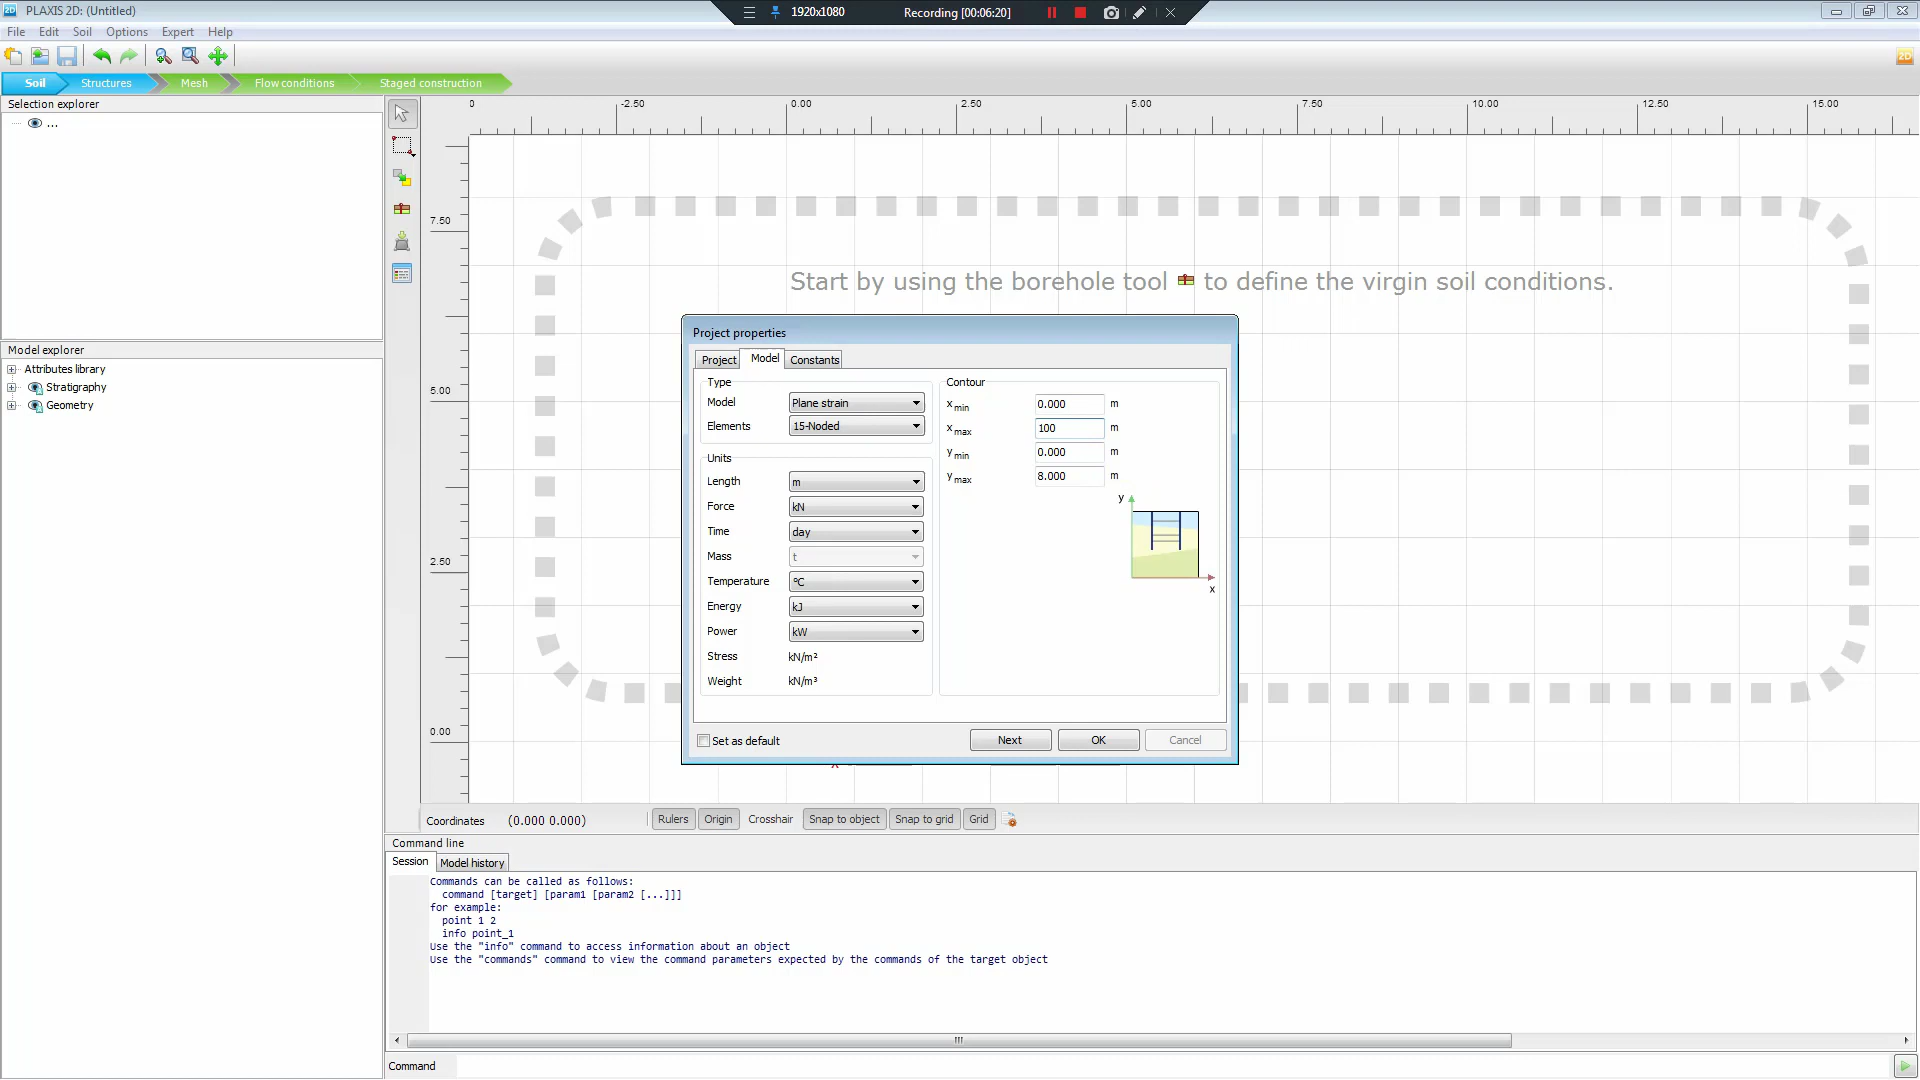 PLAXIS 2D: (Untitled)
1920x1080
Recording [00:06:20]
File Edit Soil Options Expert Help
Soil Structures Mesh Flow conditions Staged construction
Selection explorer
...
Model explorer
Attributes library
Stratigraphy
Geometry
0 -2.50 0.00 2.50 5.00 7.50 10.00 12.50 15.00
7.50
5.00
2.50
0.00
Start by using the borehole tool to define the virgin soil conditions.
Project properties
Project Model Constants
Type
Model Plane strain
Elements 15-Noded
Units
Length m
Force kN
Time day
Mass t
Temperature °C
Energy kJ
Power kW
Stress kN/m²
Weight kN/m³
Contour
x min 0.000 m
x max 100 m
y min 0.000 m
y max 8.000 m
y
x
Set as default Next OK Cancel
x
Coordinates (0.000 0.000) Rulers Origin Crosshair Snap to object Snap to grid Grid
Command line
Session Model history
Commands can be called as follows:
command [target] [param1 [param2 [...]]]
for example:
point 1 2
info point_1
Use the "info" command to access information about an object
Use the "commands" command to view the command parameters expected by the commands of the target object
Command